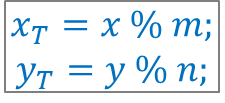 x_T = x % m;
y_T = y % n;